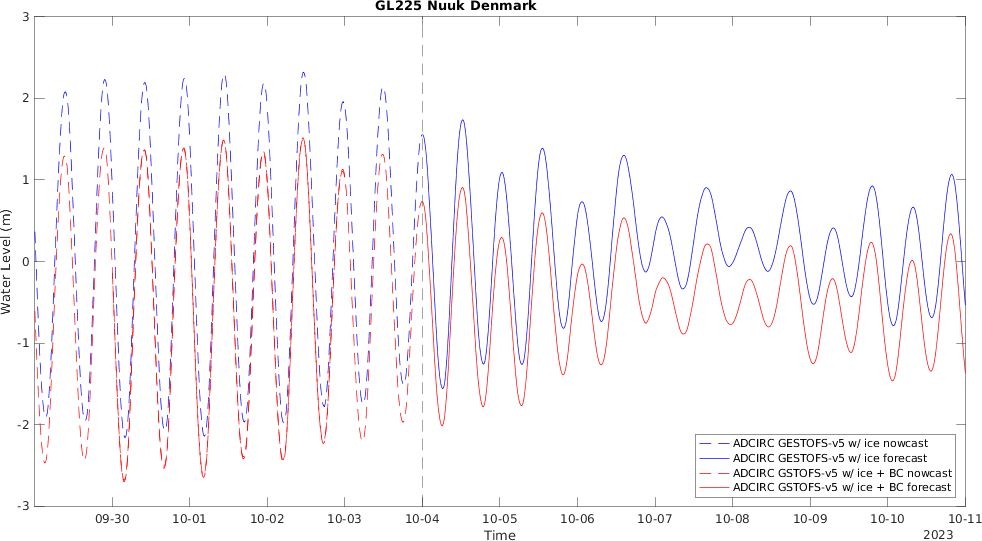 GL225 Nuuk Denmark
3
2
1
0
-1
-2
-3
Water Level (m)
09-30
10-01
10-02
10-03
10-04
10-05
10-06
10-07
10-08
10-09
10-10
10-11
Time
2023
ADCIRC GESTOFS-v5 w/ ice nowcast
ADCIRC GESTOFS-v5 w/ ice forecast
ADCIRC GSTOFS-v5 w/ ice + BC nowcast
ADCIRC GSTOFS-v5 w/ ice + BC forecast